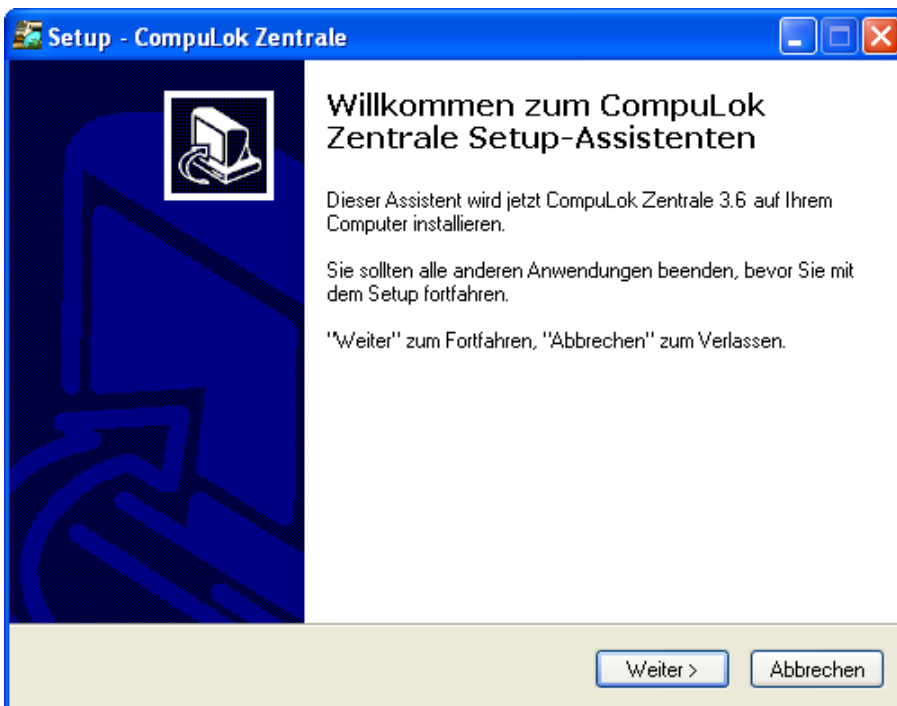 Setup - CompuLok Zentrale
Willkommen zum CompuLok
Zentrale Setup-Assistenten
Dieser Assistent wird jetzt CompuLok Zentrale 3.6 auf Ihrem
Computer installieren.
Sie sollten alle anderen Anwendungen beenden, bevor Sie mit
dem Setup fortfahren.
"Weiter" zum Fortfahren, "Abbrechen" zum Verlassen.
Weiter >
Abbrechen